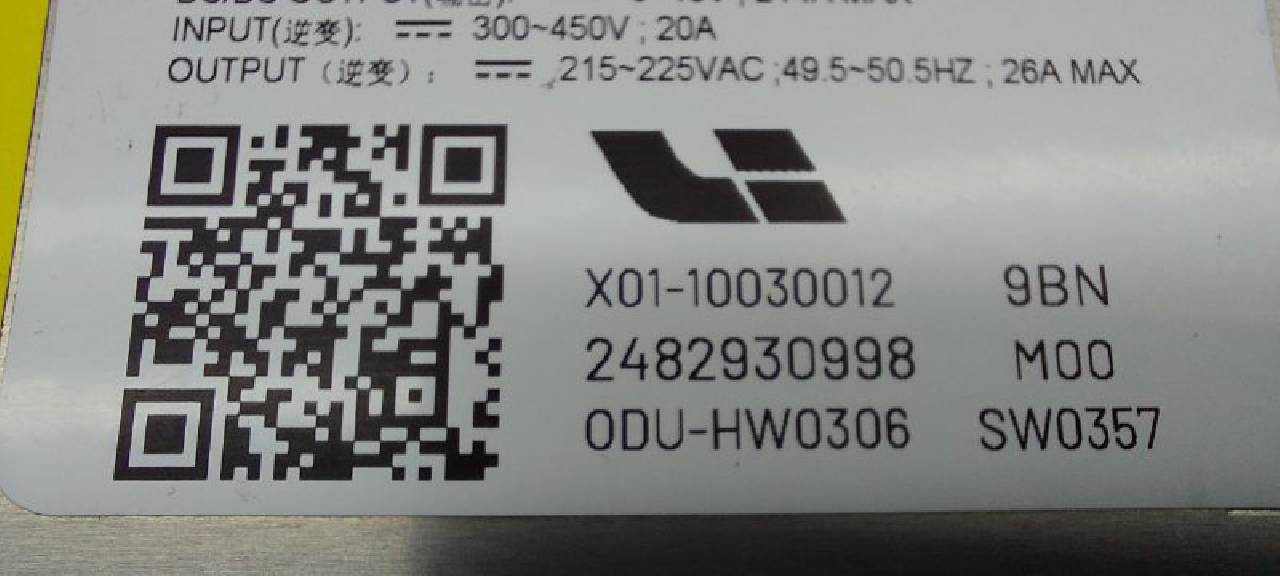 INPUT(逆变): 300~450V ; 20A
OUTPUT（逆变）: 215~225VAC ;49.5~50.5HZ ; 26A MAX
X01-10030012 9BN
2482930998 M00
ODU-HW0306 SW0357